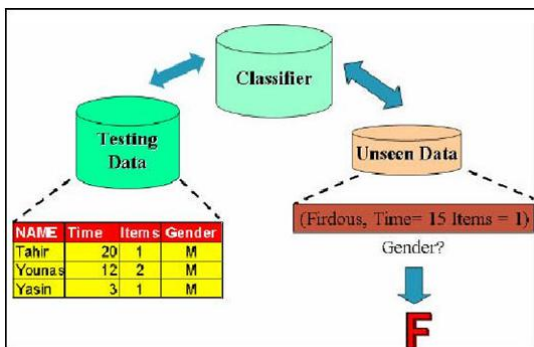 Classifier
Testing
Data
Unseen Data
NAME Time Items Gender
Tahir 20 1 M
Younas 12 2 M
Yasin 3 1 M
(Firdous, Time= 15 Items = 1)
Gender?
F